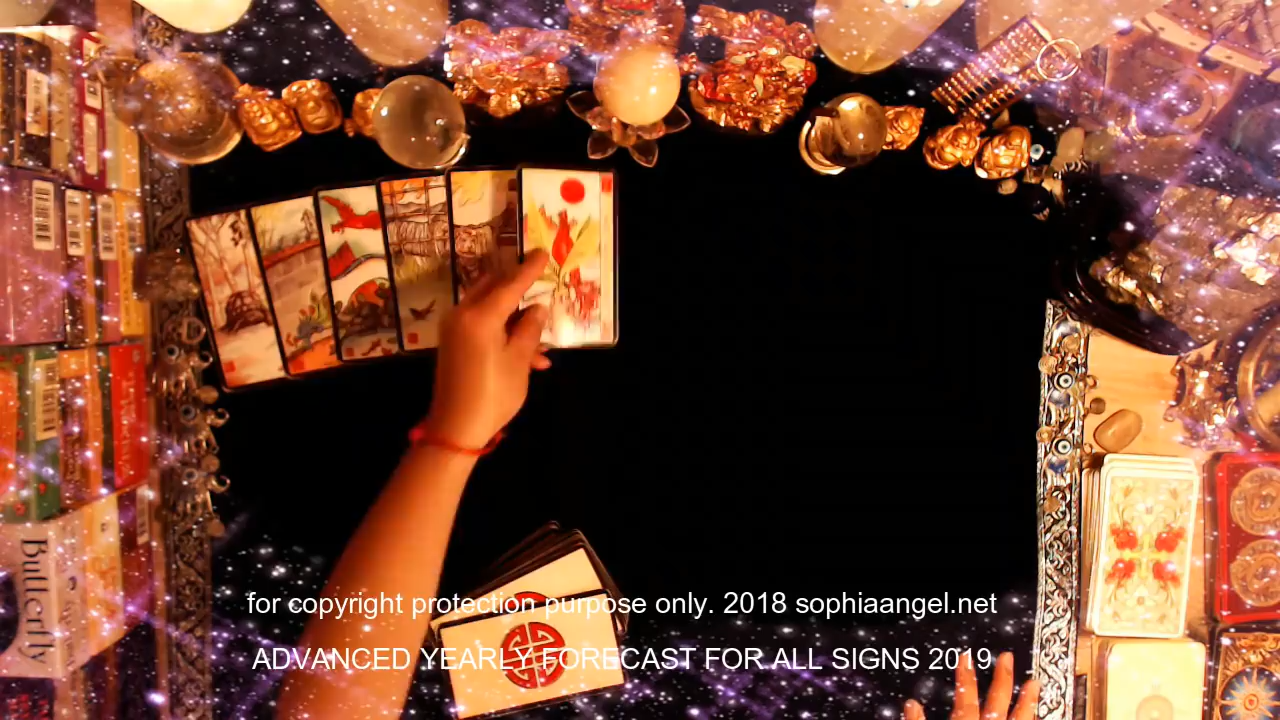 Butterfly
for copyright protection purpose only. 2018 sophiaangel.net
ADVANCED YEARLY FORECAST FOR ALL SIGNS 2019